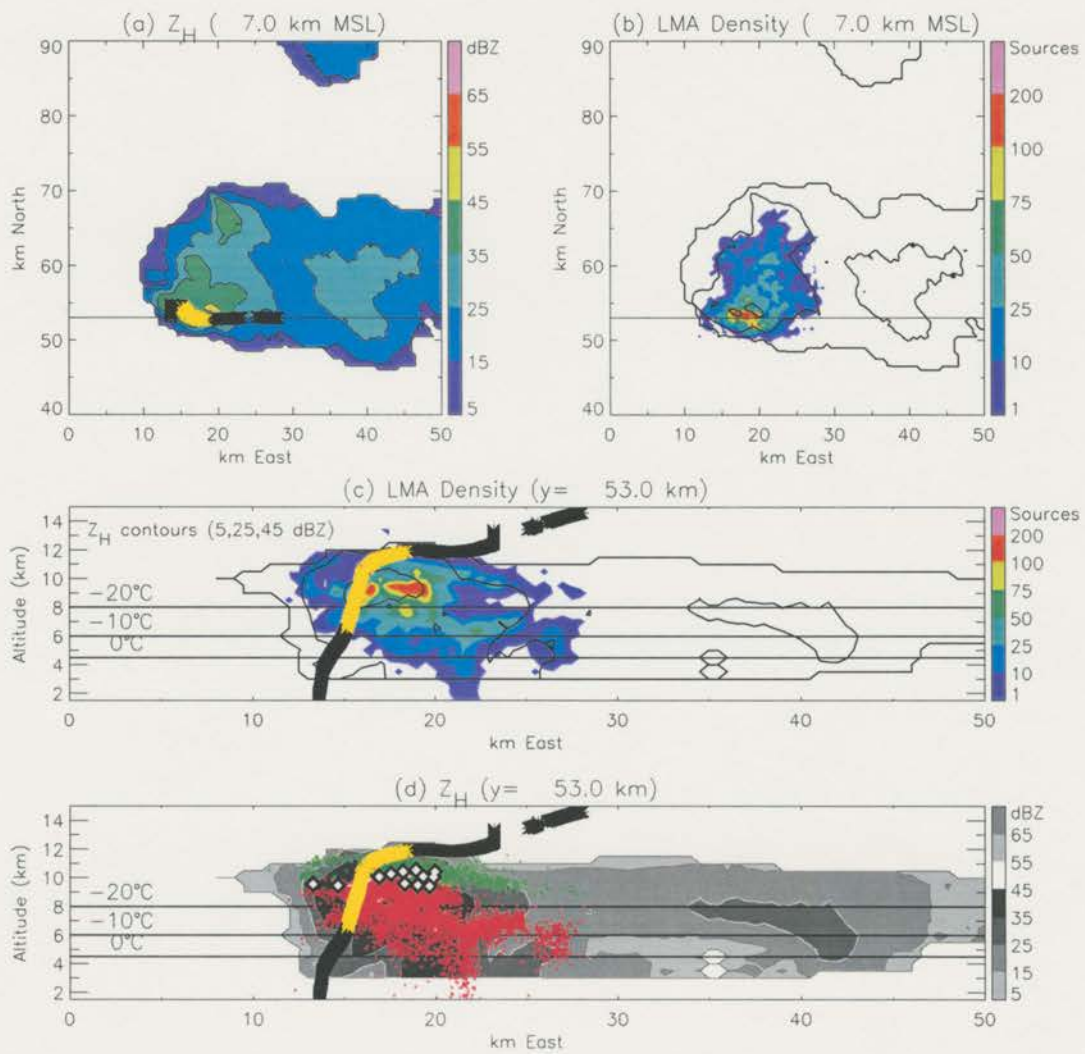 (a) Z_H ( 7.0 km MSL)
(b) LMA Density ( 7.0 km MSL)
90
80
70
60
50
40
km North
0 10 20 30 40 50
km East
dBZ
65
55
45
35
25
15
5
90
80
70
60
50
40
km North
0 10 20 30 40 50
km East
Sources
200
100
75
50
25
10
1
(c) LMA Density (y= 53.0 km)
Z_H contours (5,25,45 dBZ)
14
12
10
8
6
4
2
Altitude (km)
-20°C
-10°C
0°C
0 10 20 30 40 50
km East
Sources
200
100
75
50
25
10
1
(d) Z_H (y= 53.0 km)
14
12
10
8
6
4
2
Altitude (km)
-20°C
-10°C
0°C
0 10 20 30 40 50
km East
dBZ
65
55
45
35
25
15
5